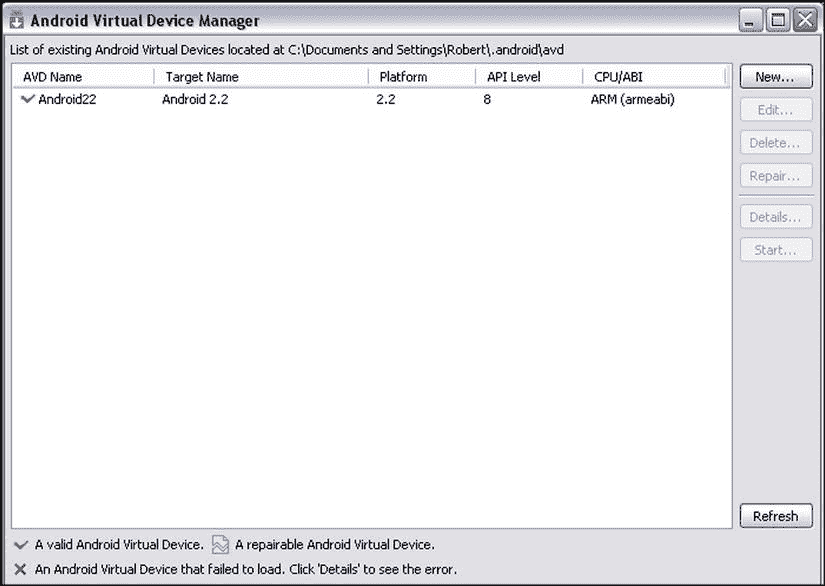 Android Virtual Device Manager
List of existing Android Virtual Devices located at C:\Documents and Settings\Robert\.android\avd
AVD Name Target Name Platform API Level CPU/ABI
Android22 Android 2.2 2.2 8 ARM (armeabi)
New...
Edit...
Delete...
Repair...
Details...
Start...
Refresh
A valid Android Virtual Device. A repairable Android Virtual Device.
An Android Virtual Device that failed to load. Click 'Details' to see the error.